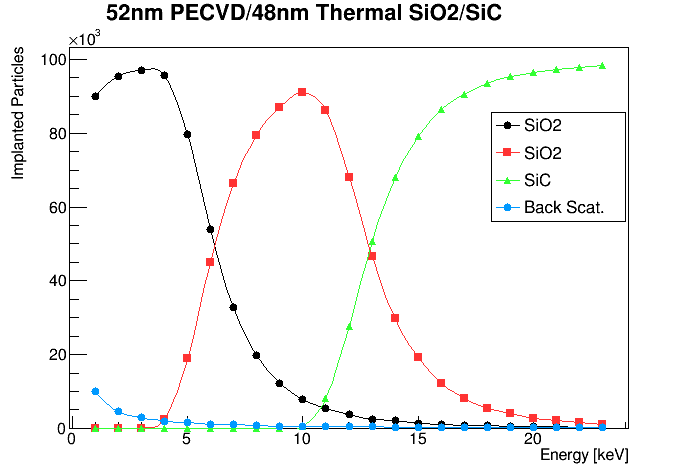 52nm PECVD/48nm Thermal SiO2/SiC
×10³
Implanted Particles
100
80
60
40
20
0
SiO2
SiO2
SiC
Back Scat.
0 5 10 15 20
Energy [keV]